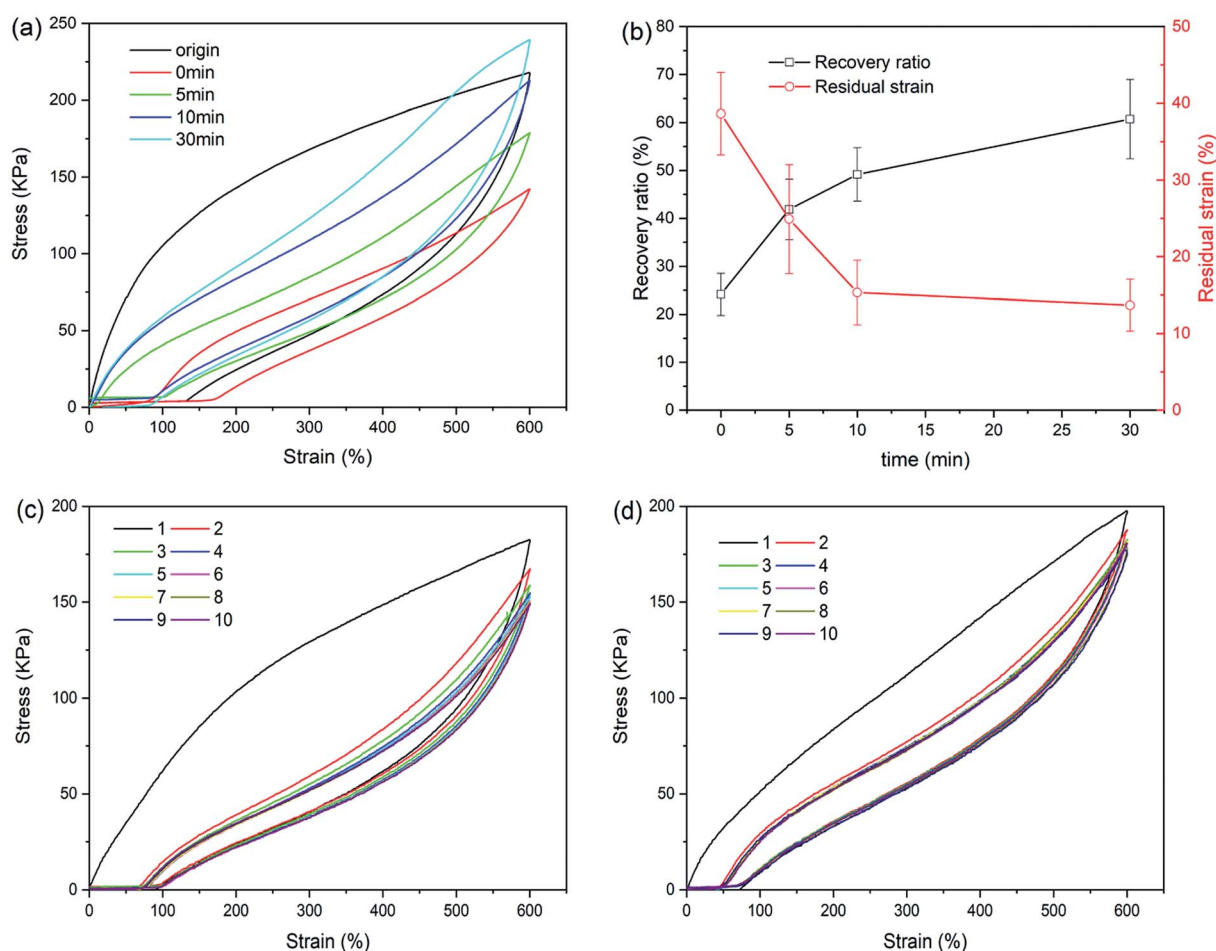 (a)
origin
0min
5min
10min
30min
250
200
150
100
50
0
Stress (KPa)
0 100 200 300 400 500 600
Strain (%)
(b)
Recovery ratio
Residual strain
80
70
60
50
40
30
20
10
0
Recovery ratio (%)
50
40
30
20
10
0
Residual strain (%)
0 5 10 15 20 25 30
time (min)
(c)
1 2
3 4
5 6
7 8
9 10
200
150
100
50
0
Stress (KPa)
0 100 200 300 400 500 600
Strain (%)
(d)
1 2
3 4
5 6
7 8
9 10
200
150
100
50
0
Stress (KPa)
0 100 200 300 400 500 600
Strain (%)